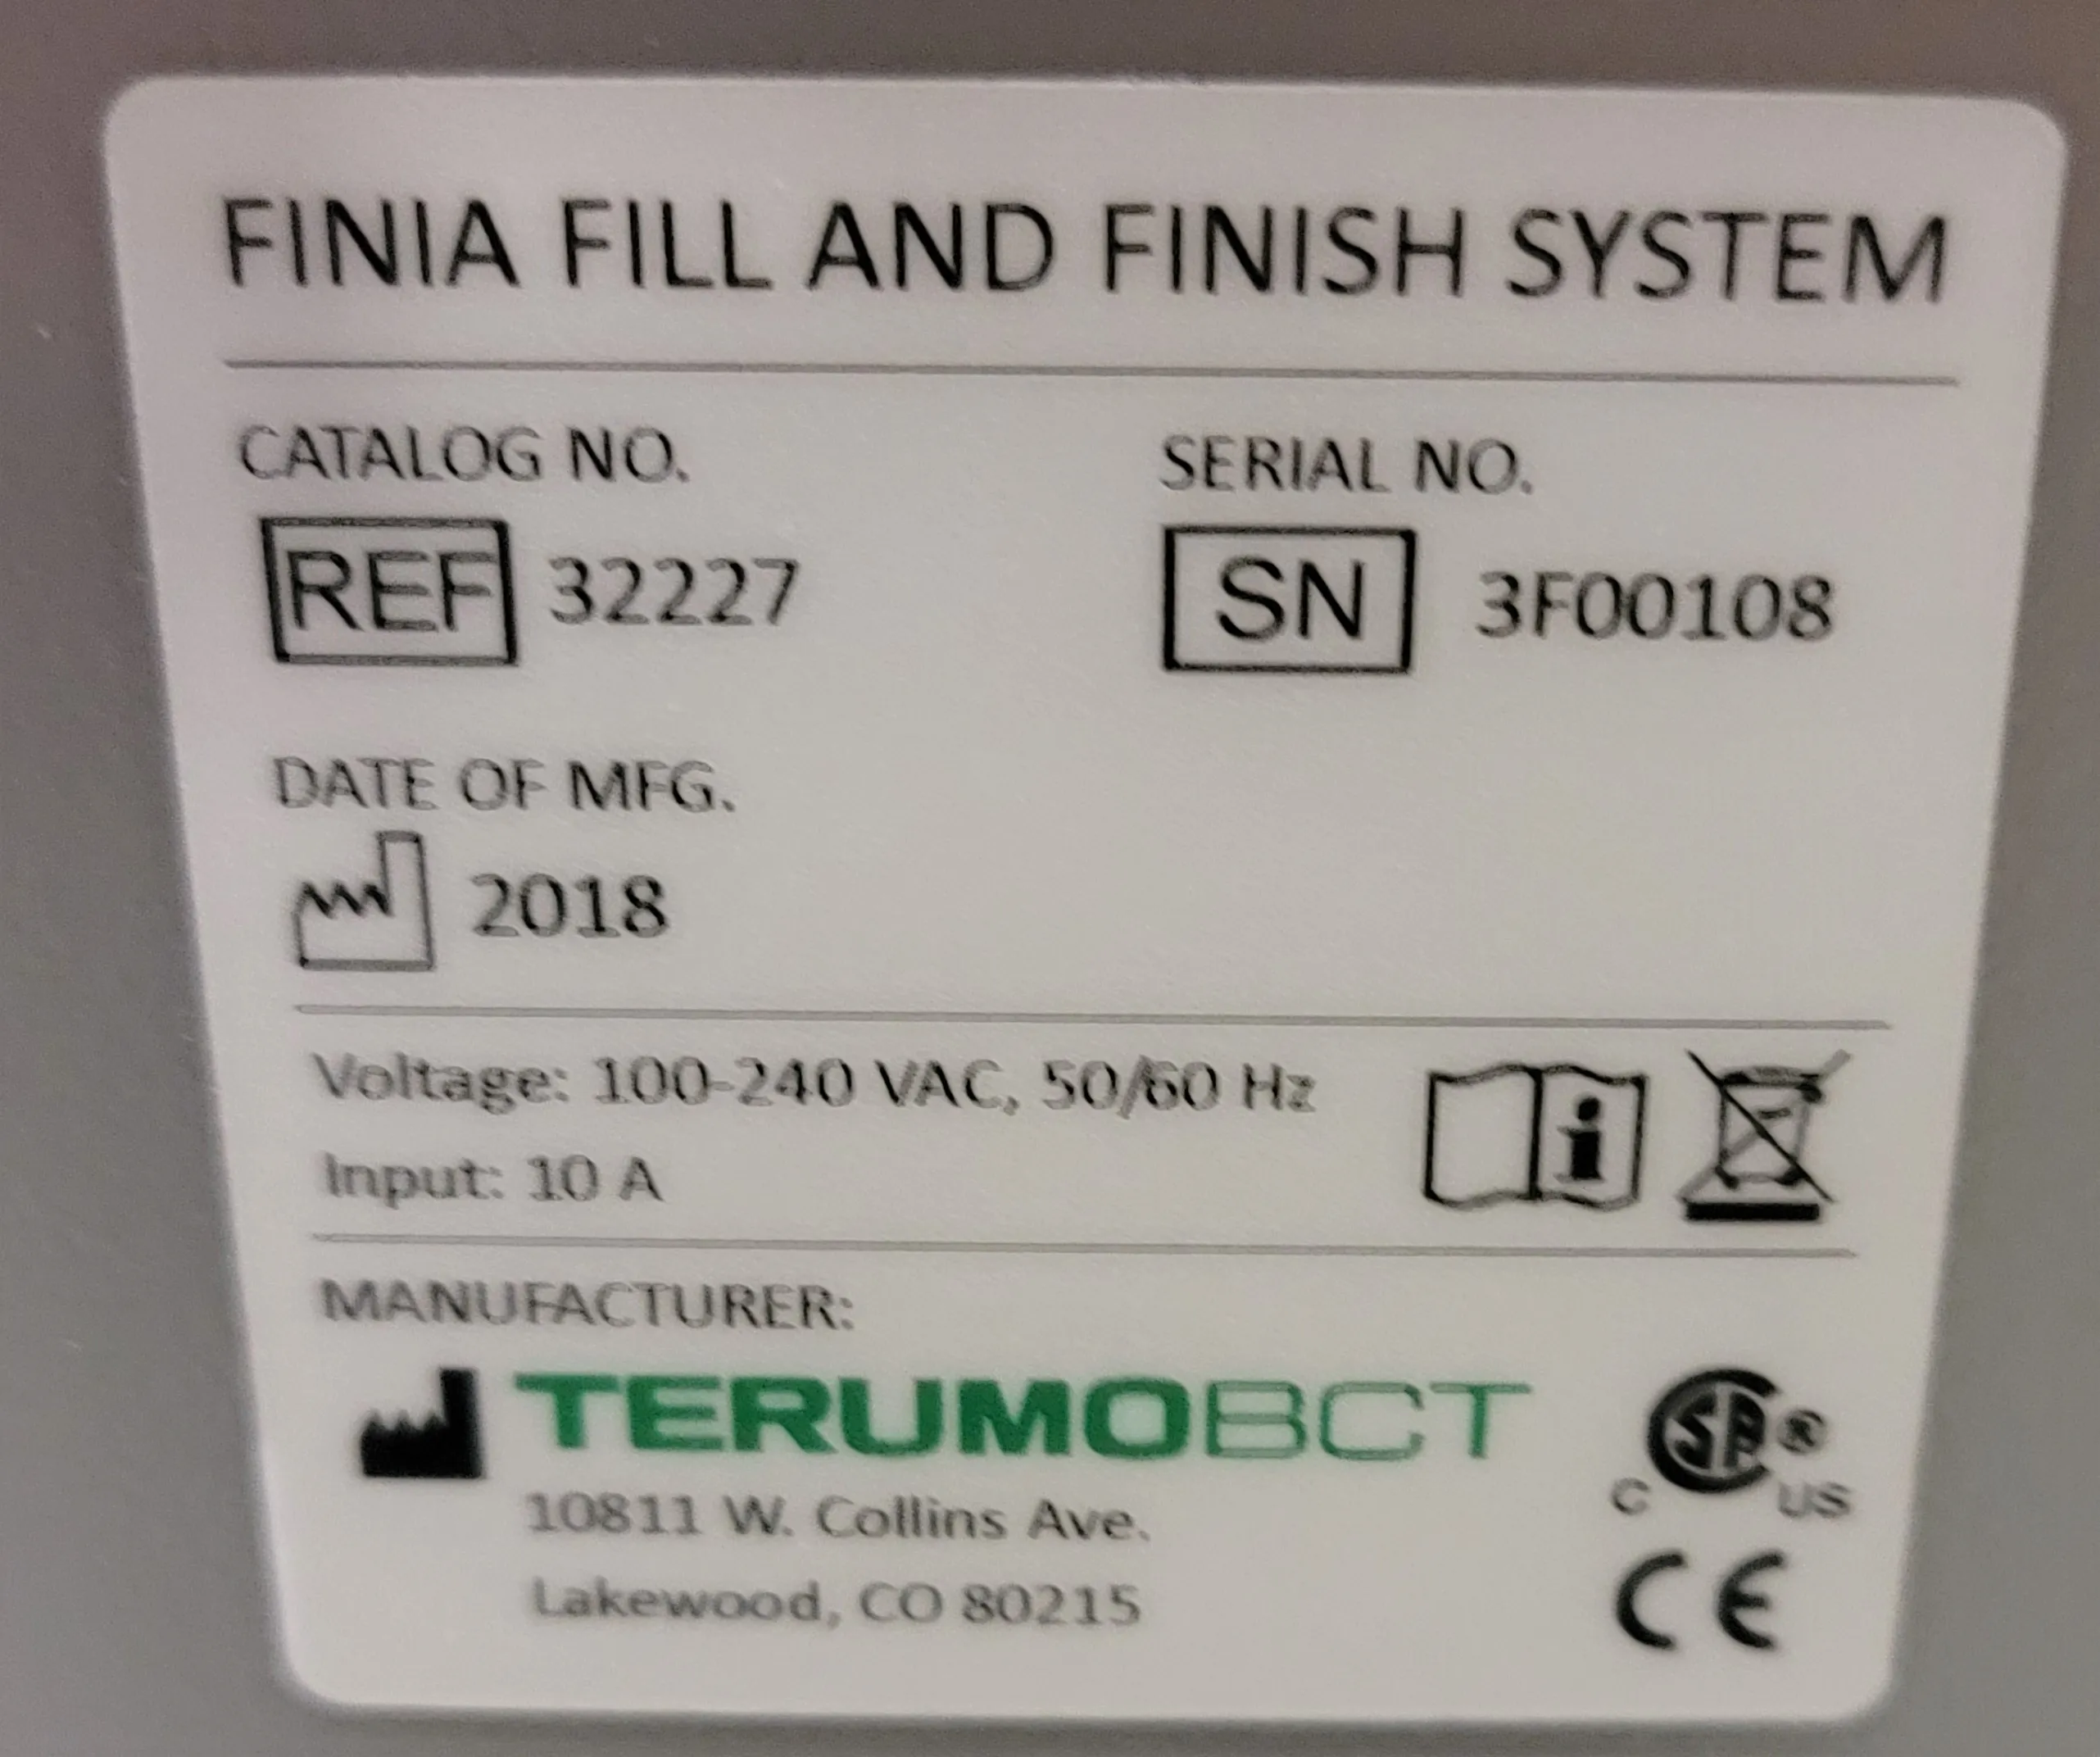 FINIA FILL AND FINISH SYSTEM
CATALOG NO.
REF 32227
SERIAL NO.
SN 3F00108
DATE OF MFG.
2018
Voltage: 100-240 VAC, 50/60 Hz
Input: 10 A
i
MANUFACTURER:
TERUMOBCT
10811 W. Collins Ave.
Lakewood, CO 80215
SA ®
C US
CE